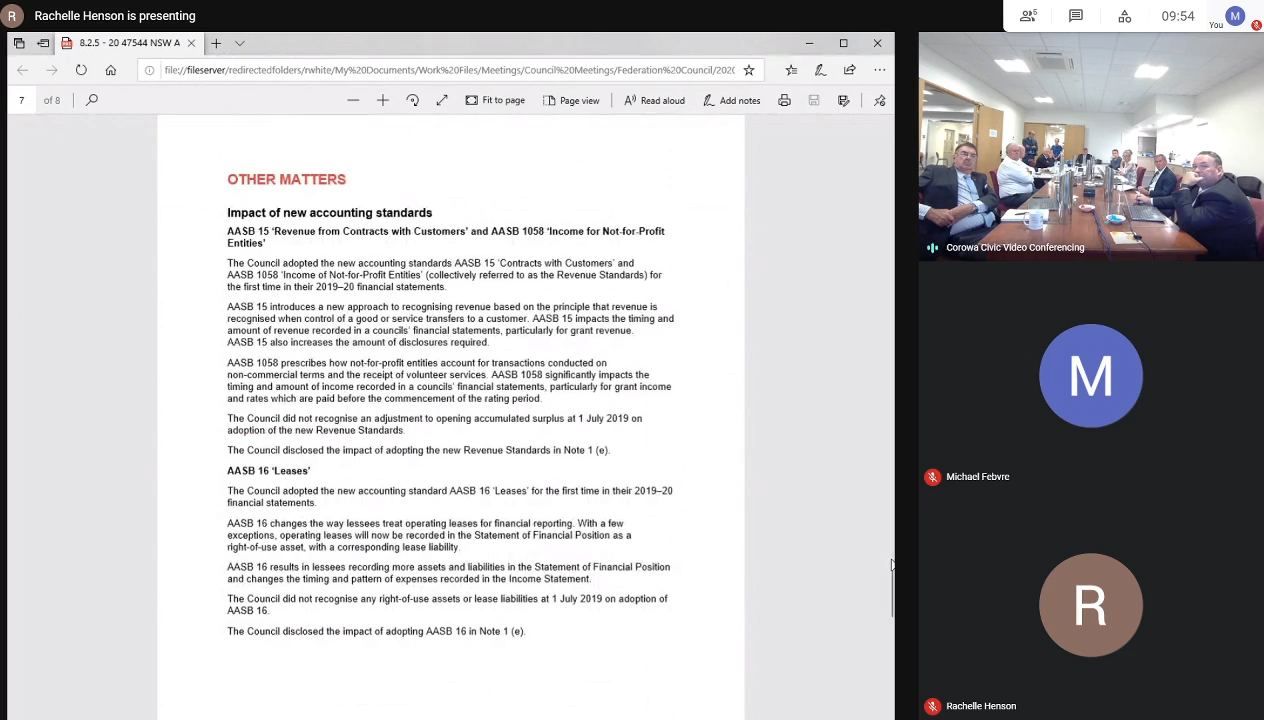 R
Rachelle Henson is presenting
5
09:54
You
M
8.2.5 - 20 47544 NSW A
file://fileserver/redirectedfolders/rwhite/My%20Documents/Work%20Files/Meetings/Council%20Meetings/Federation%20Council/202(
7 of 8
Fit to page
Page view
Read aloud
Add notes
OTHER MATTERS
Impact of new accounting standards
AASB 15 'Revenue from Contracts with Customers' and AASB 1058 'Income for Not-for-Profit
Entities'
The Council adopted the new accounting standards AASB 15 'Contracts with Customers' and
AASB 1058 'Income of Not-for-Profit Entities' (collectively referred to as the Revenue Standards) for
the first time in their 2019–20 financial statements.
AASB 15 introduces a new approach to recognising revenue based on the principle that revenue is
recognised when control of a good or service transfers to a customer. AASB 15 impacts the timing and
amount of revenue recorded in a councils' financial statements, particularly for grant revenue.
AASB 15 also increases the amount of disclosures required.
AASB 1058 prescribes how not-for-profit entities account for transactions conducted on
non-commercial terms and the receipt of volunteer services. AASB 1058 significantly impacts the
timing and amount of income recorded in a councils' financial statements, particularly for grant income
and rates which are paid before the commencement of the rating period.
The Council did not recognise an adjustment to opening accumulated surplus at 1 July 2019 on
adoption of the new Revenue Standards.
The Council disclosed the impact of adopting the new Revenue Standards in Note 1 (e).
AASB 16 'Leases'
The Council adopted the new accounting standard AASB 16 'Leases' for the first time in their 2019–20
financial statements.
AASB 16 changes the way lessees treat operating leases for financial reporting. With a few
exceptions, operating leases will now be recorded in the Statement of Financial Position as a
right-of-use asset, with a corresponding lease liability.
AASB 16 results in lessees recording more assets and liabilities in the Statement of Financial Position
and changes the timing and pattern of expenses recorded in the Income Statement.
The Council did not recognise any right-of-use assets or lease liabilities at 1 July 2019 on adoption of
AASB 16.
The Council disclosed the impact of adopting AASB 16 in Note 1 (e).
Corowa Civic Video Conferencing
M
Michael Febvre
R
Rachelle Henson